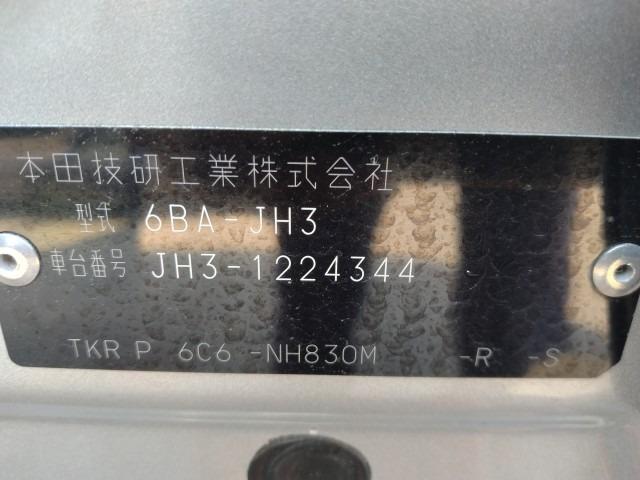 本田技研工業株式会社
型式 6BA-JH3
車台番号 JH3-1224344
TKR P 6C6 -NH830M -R -S